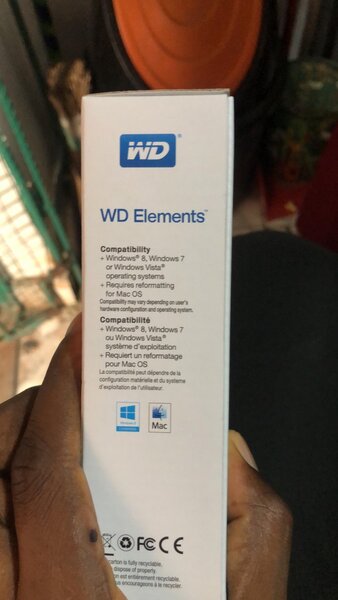 WD®
WD Elements™
Compatibility
+ Windows® 8, Windows 7
or Windows Vista®
operating systems
+ Requires reformatting
for Mac OS
Compatibility may vary depending on user's
hardware configuration and operating system.
Compatibilité
+ Windows® 8, Windows 7
ou Windows Vista®
système d'exploitation
+ Requiert un reformatage
pour Mac OS
La compatibilité peut dépendre de la
configuration matérielle et du système
d'exploitation de l'utilisateur.
Mac
FC CE
carton is fully recyclable.
dispose of properly.
on est entièrement recyclable.
us encourageons à le recycler.